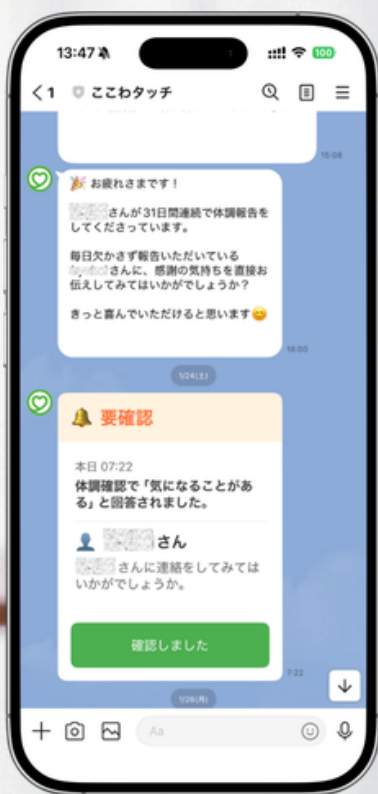 13:47
100
1
ここわタッチ
15:09
お疲れさまです！
さんが31日間連続で体調報告を
してくださっています。
毎日欠かさず報告いただいている
さんに、感謝の気持ちを直接お
伝えしてみてはいかがでしょうか？
きっと喜んでいただけると思います
18:00
1/24(土)
要確認
本日 07:22
体調確認で「気になることがあ
る」と回答されました。
さん
さんに連絡をしてみては
いかがでしょうか。
確認しました
7:22
1/26(月)
Aa